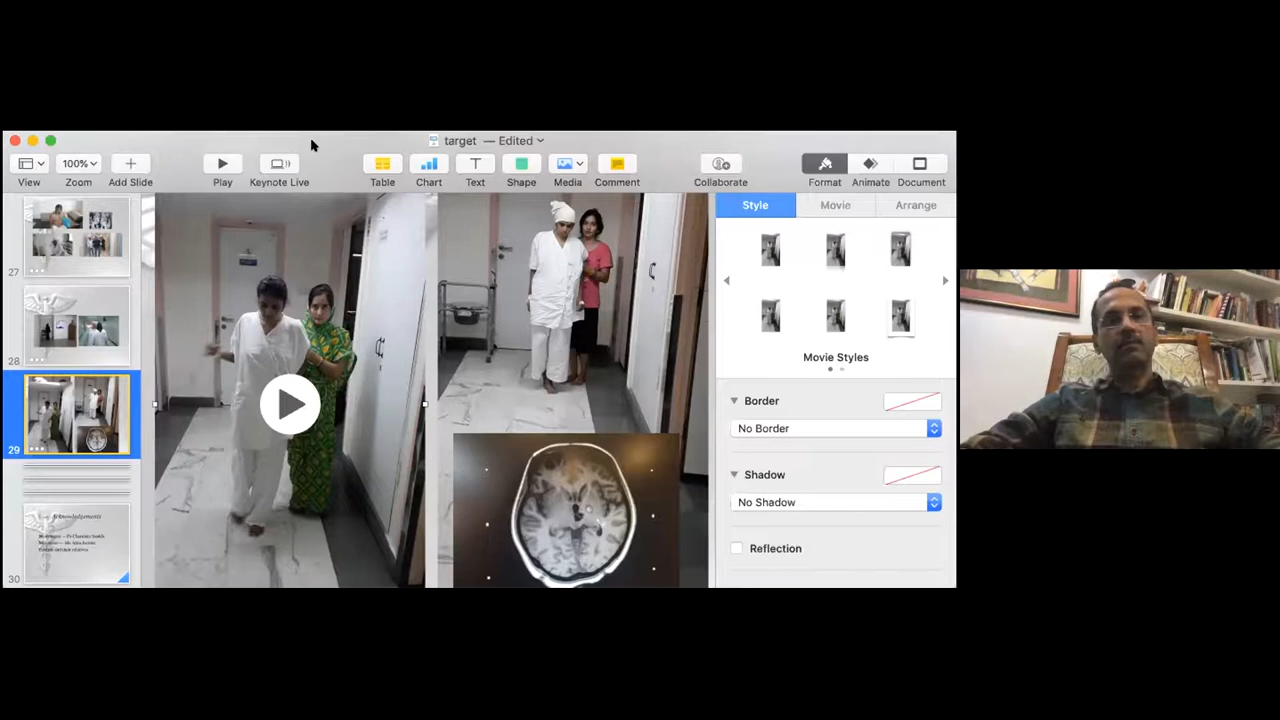 target — Edited
View
100%
Zoom
Add Slide
Play
Keynote Live
Table
Chart
Text
Shape
Media
Comment
Collaborate
Format
Animate
Document
Style
Movie
Arrange
Movie Styles
Border
No Border
Shadow
No Shadow
Reflection
27
28
29
Acknowledgements
30